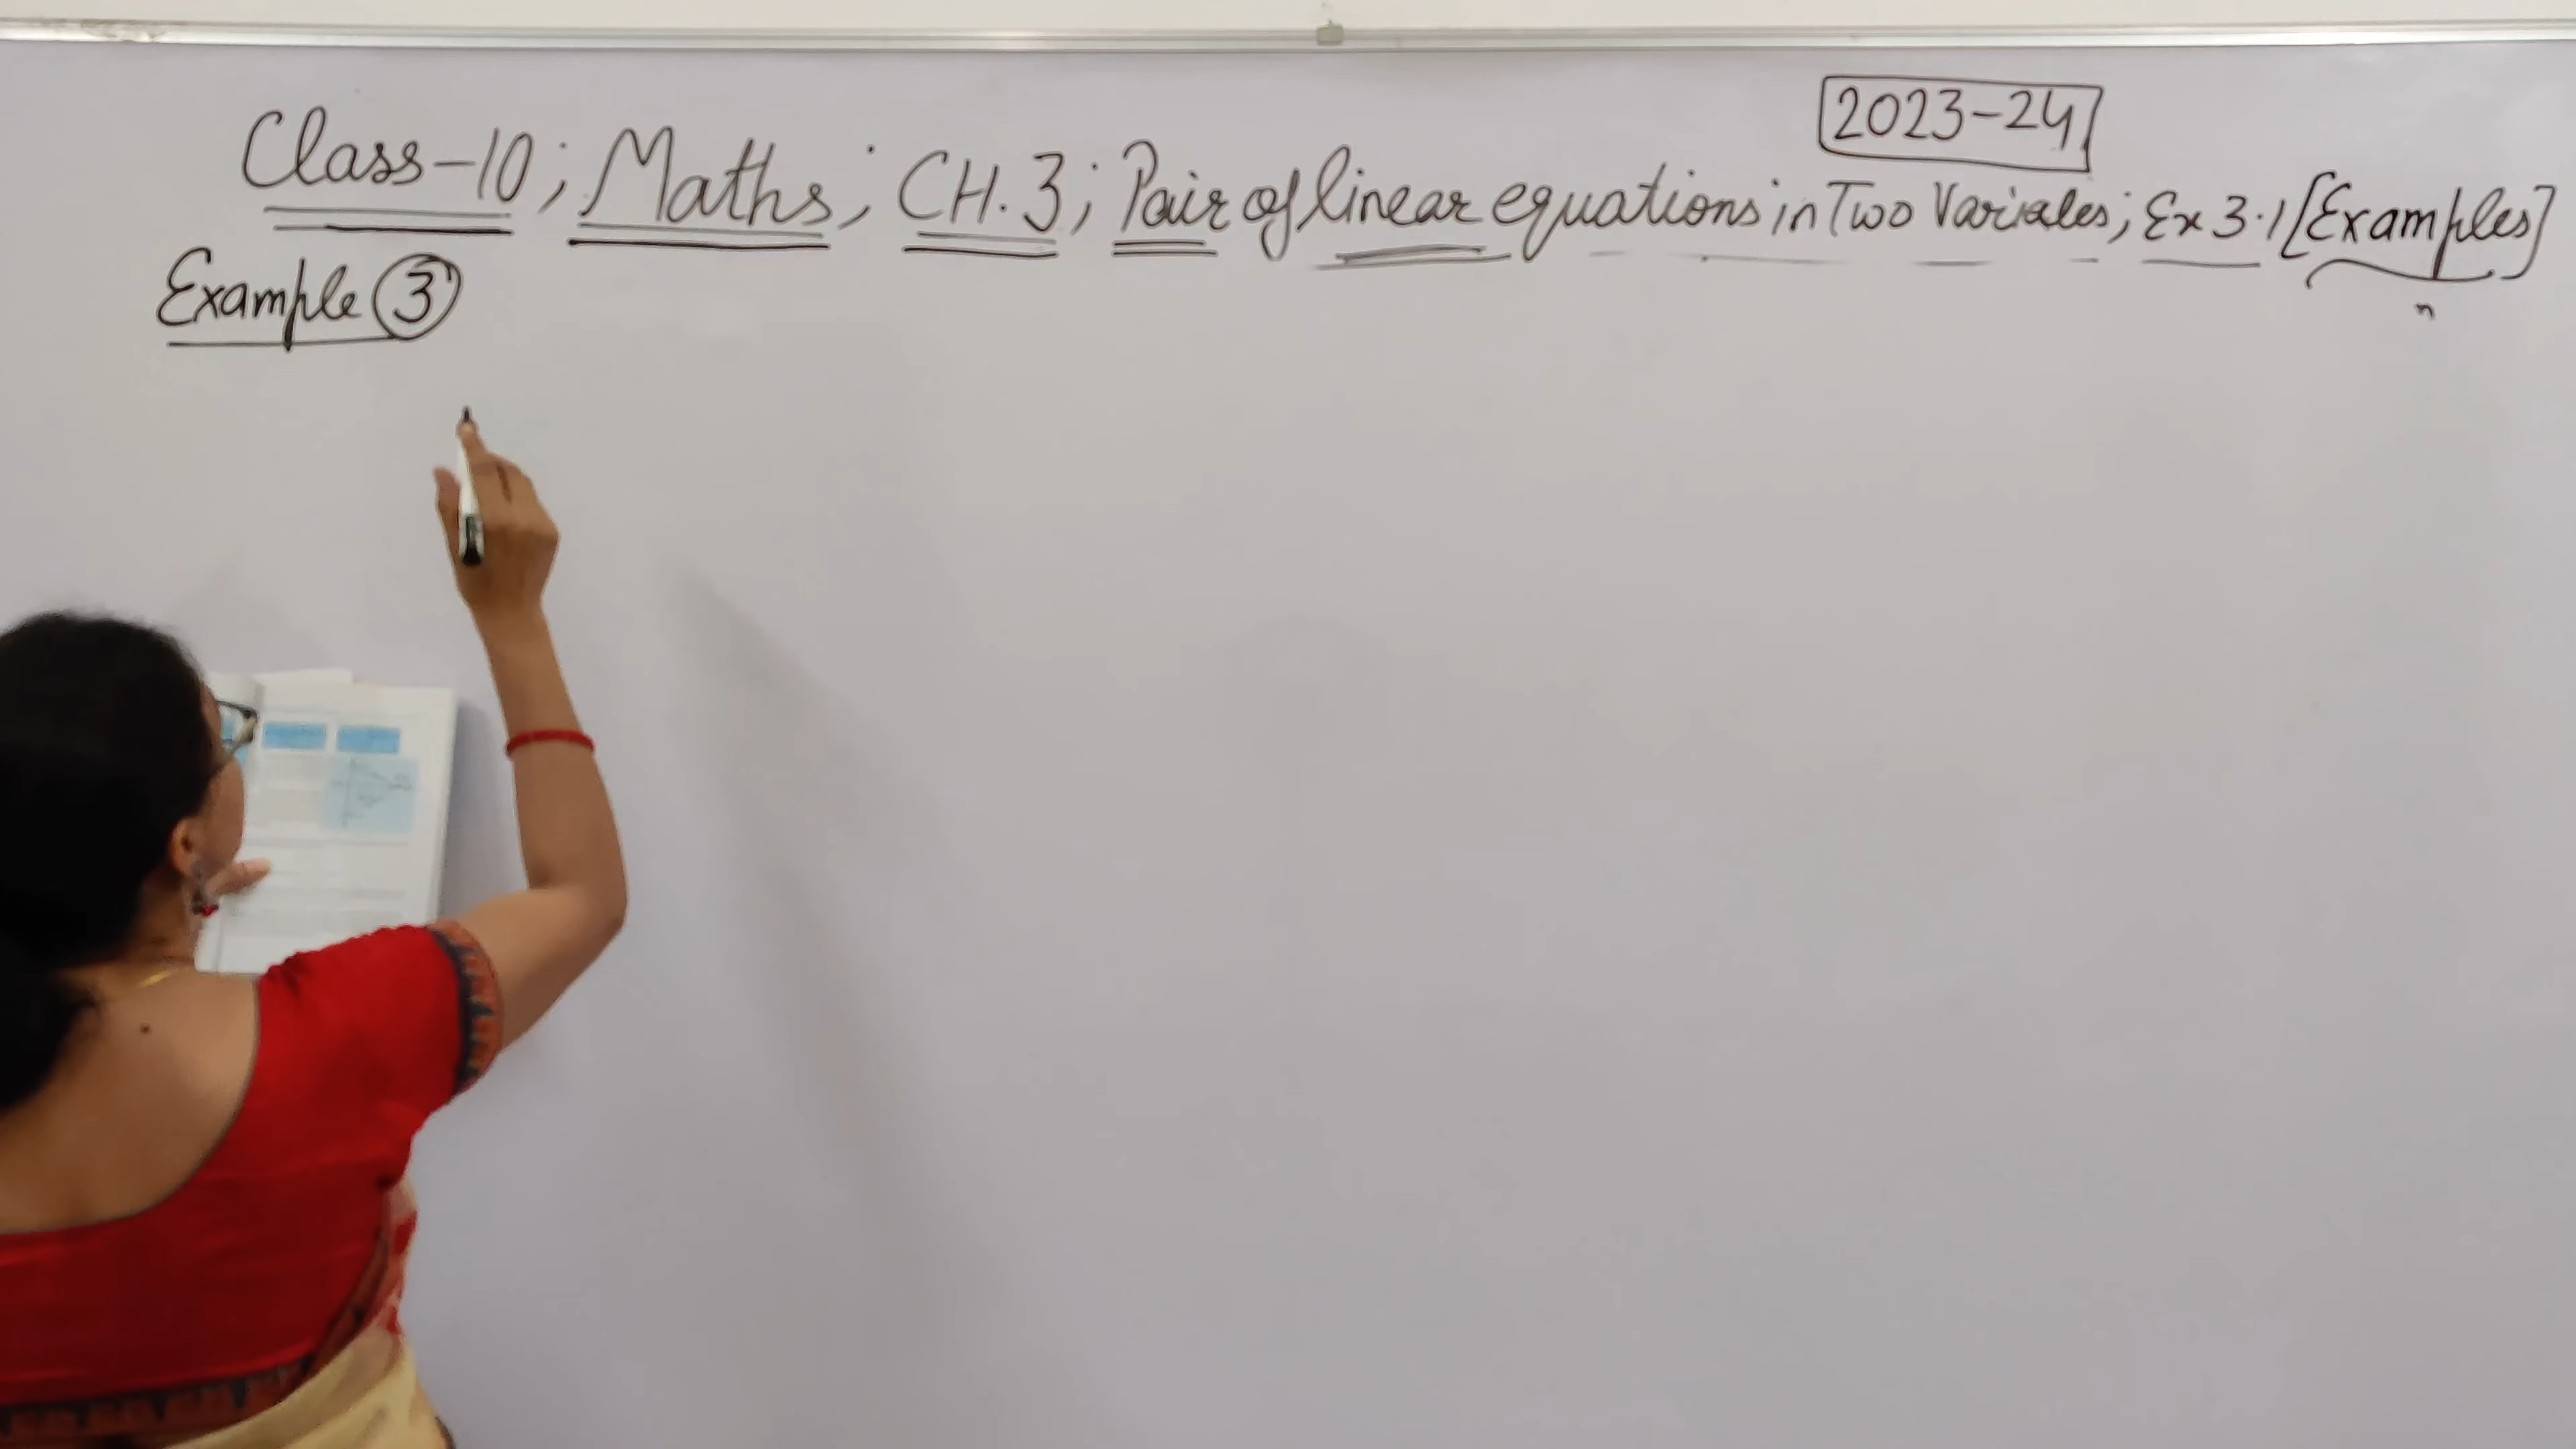 2023-24
Class-10; Maths; CH.3; Pair of linear equations in Two Variales; Ex 3.1 [Examples]
Example 3